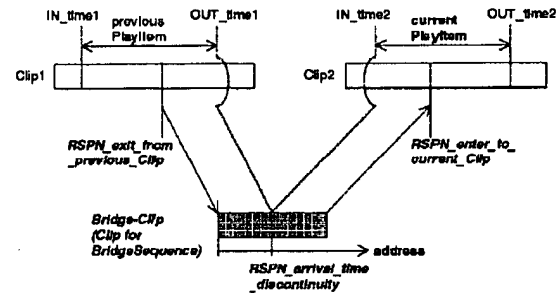 IN_time1
previous
PlayItem
OUT_time1
IN_time2
current
PlayItem
OUT_time2
Clip1
Clip2
RSPN_exit_from
_previous_Clip
RSPN_enter_to_
current_Clip
Bridge-Clip
(Clip for
BridgeSequence)
address
RSPN_arrival_time
_discontinuity